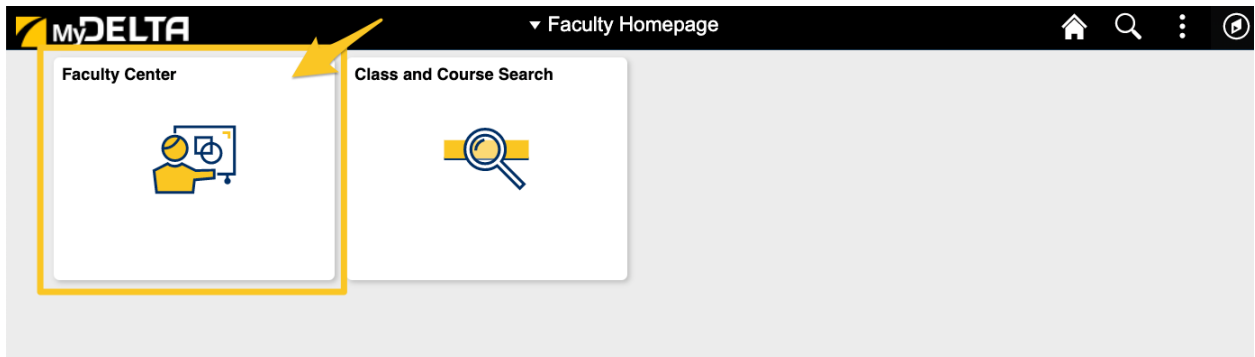 MyDELTA
Faculty Homepage
Faculty Center
Class and Course Search